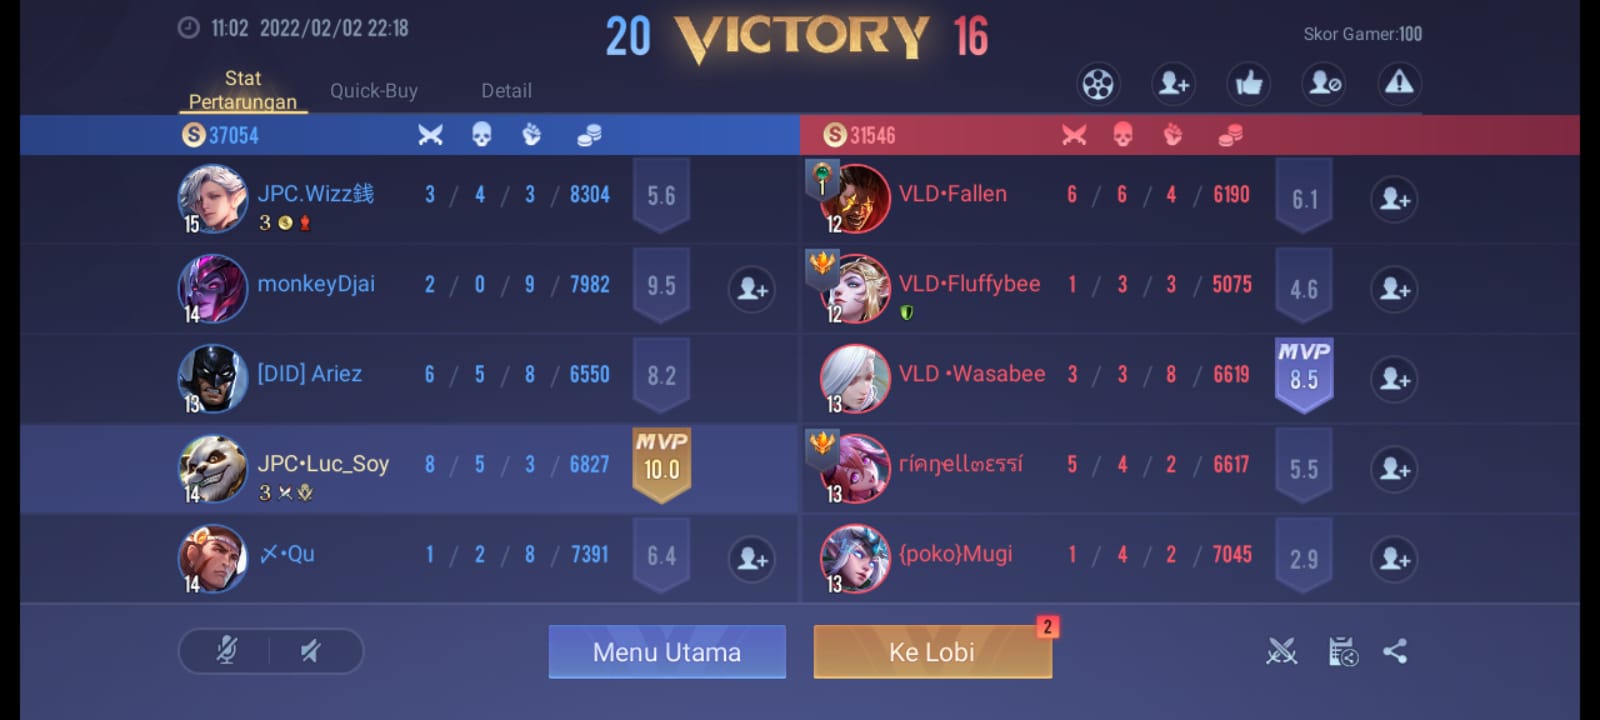 11:02 2022/02/02 22:18
20 VICTORY 16
Skor Gamer:100
Stat Pertarungan
Quick-Buy
Detail
S 37054
S 31546
15 JPC.Wizz銭 3 / 4 / 3 / 8304 5.6
3
14 monkeyDjai 2 / 0 / 9 / 7982 9.5
13 [DID] Ariez 6 / 5 / 8 / 6550 8.2
14 JPC•Luc_Soy 8 / 5 / 3 / 6827 MVP 10.0
3
14 〆•Qu 1 / 2 / 8 / 7391 6.4
1 12 VLD•Fallen 6 / 6 / 4 / 6190 6.1
12 VLD•Fluffybee 1 / 3 / 3 / 5075 4.6
13 VLD •Wasabee 3 / 3 / 8 / 6619 MVP 8.5
13 5 / 4 / 2 / 6617 5.5
13 {poko}Mugi 1 / 4 / 2 / 7045 2.9
Menu Utama
Ke Lobi 2